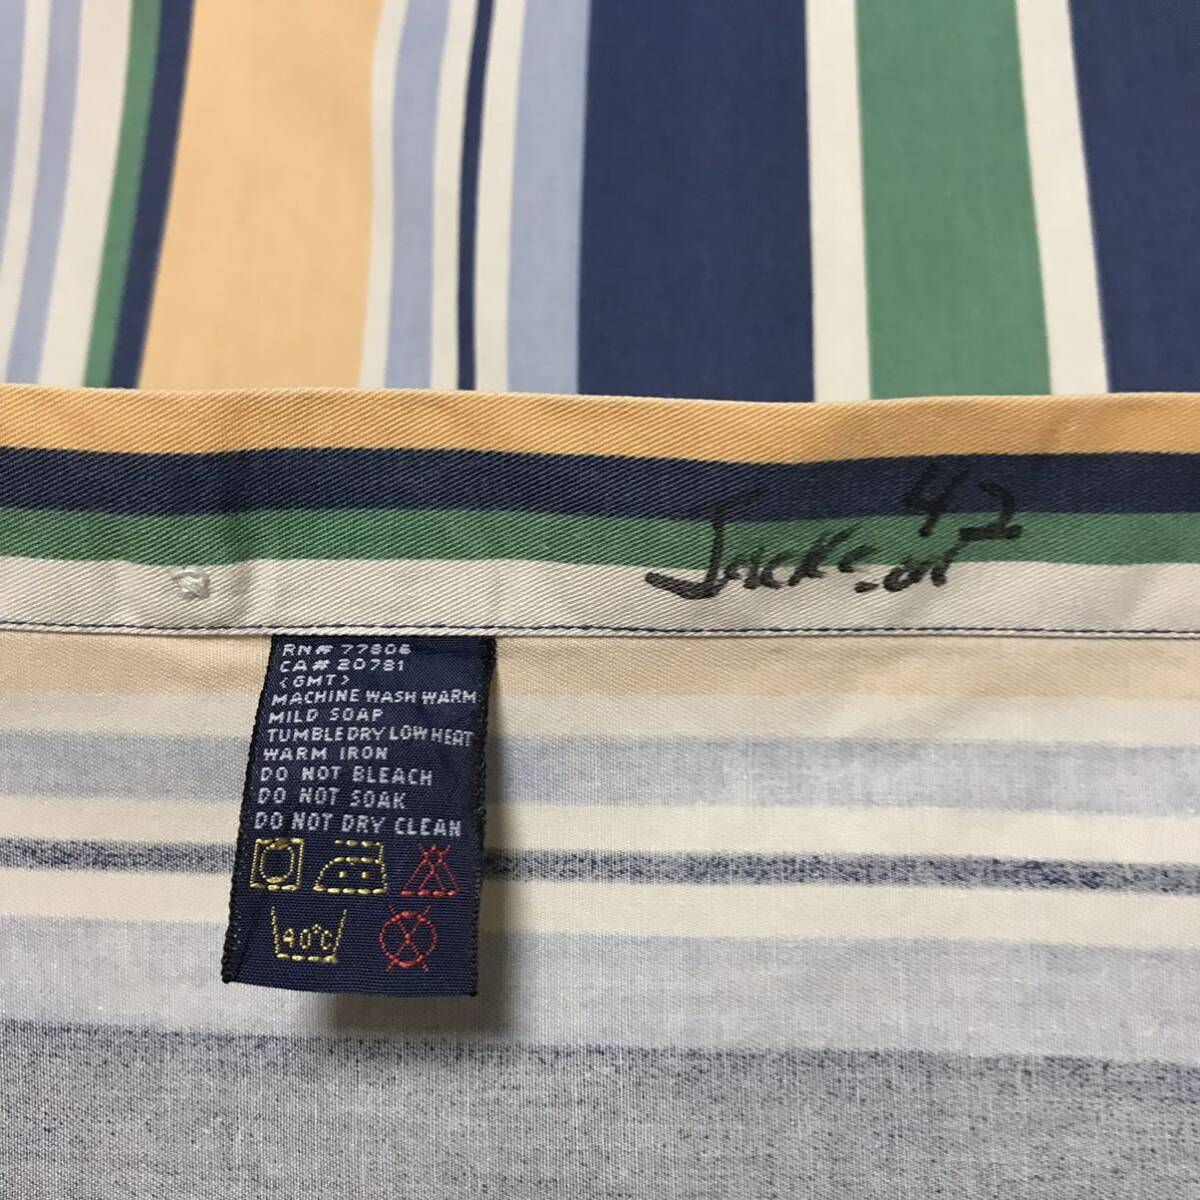 42
Jackson
RN# 77806
CA# 20781
<GMT>
MACHINE WASH WARM
MILD SOAP
TUMBLE DRY LOW HEAT
WARM IRON
DO NOT BLEACH
DO NOT SOAK
DO NOT DRY CLEAN
40°C